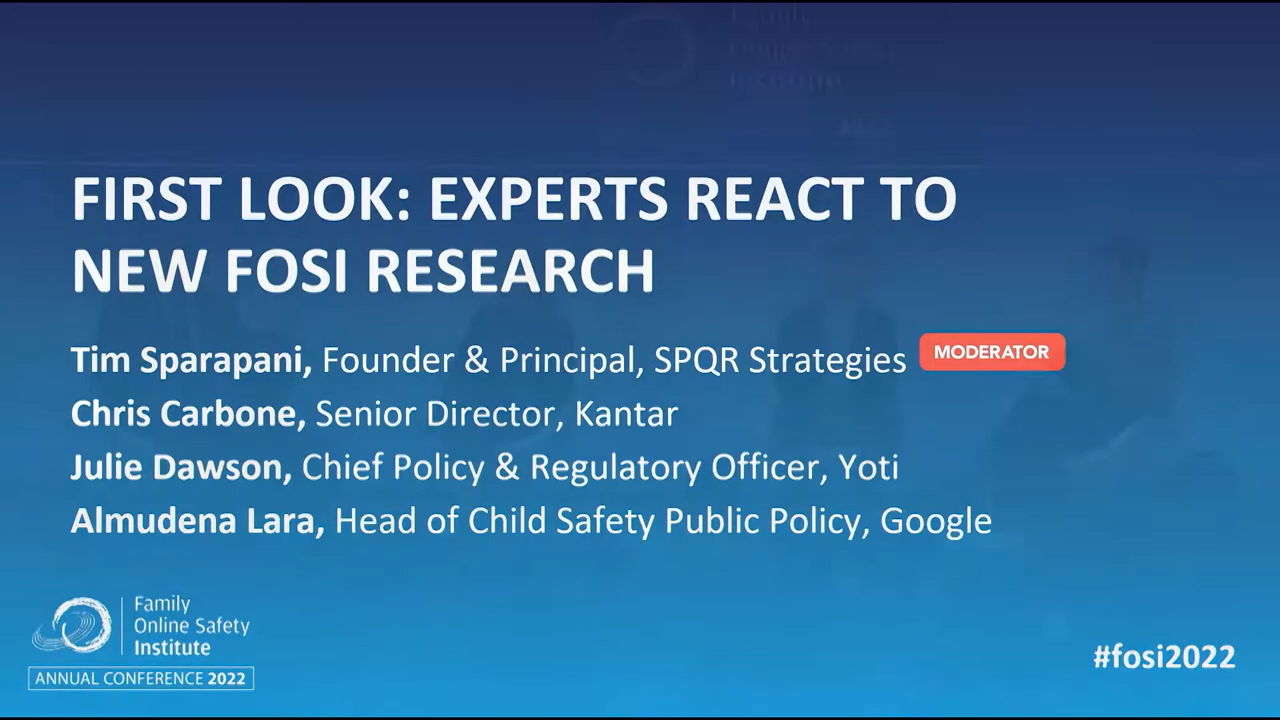 FIRST LOOK: EXPERTS REACT TO
NEW FOSI RESEARCH
Tim Sparapani, Founder & Principal, SPQR Strategies MODERATOR
Chris Carbone, Senior Director, Kantar
Julie Dawson, Chief Policy & Regulatory Officer, Yoti
Almudena Lara, Head of Child Safety Public Policy, Google
Family
Online Safety
Institute
ANNUAL CONFERENCE 2022
#fosi2022